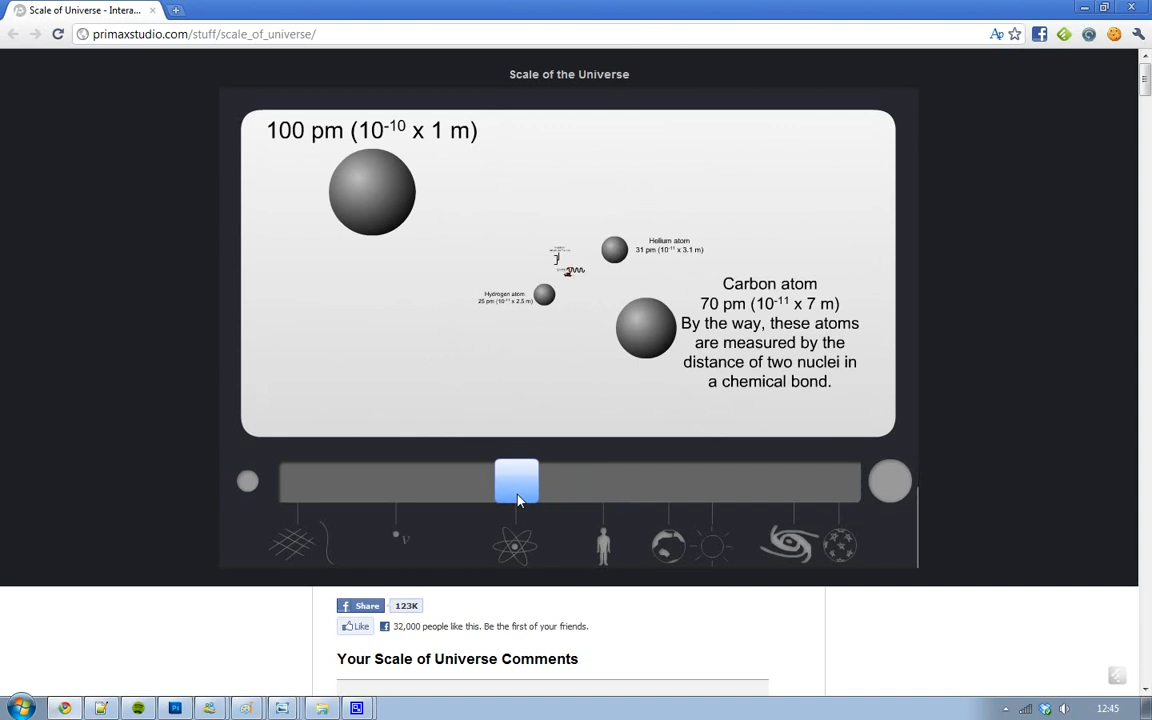 Scale of Universe - Intera...
primaxstudio.com/stuff/scale_of_universe/
Scale of the Universe
100 pm (10⁻¹⁰ x 1 m)
Helium atom
31 pm (10⁻¹¹ x 3.1 m)
Hydrogen atom
25 pm (10⁻¹¹ x 2.5 m)
Carbon atom
70 pm (10⁻¹¹ x 7 m)
By the way, these atoms
are measured by the
distance of two nuclei in
a chemical bond.
v
Share 123K
Like 32,000 people like this. Be the first of your friends.
Your Scale of Universe Comments
12:45